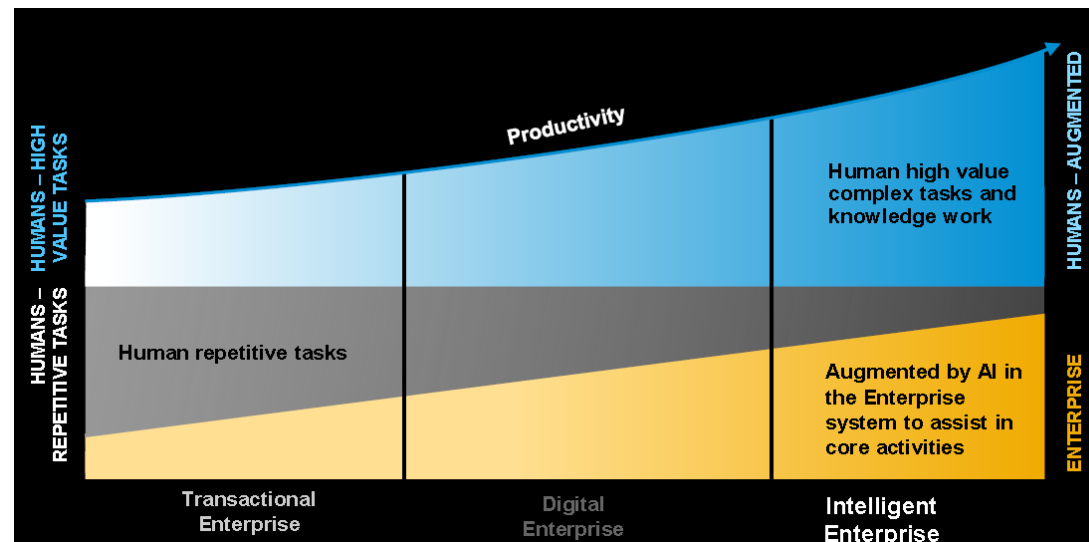 HUMANS – HIGH
VALUE TASKS
HUMANS –
REPETITIVE TASKS
Productivity
Human high value
complex tasks and
knowledge work
Human repetitive tasks
Augmented by AI in
the Enterprise
system to assist in
core activities
HUMANS – AUGMENTED
ENTERPRISE
Transactional
Enterprise
Digital
Enterprise
Intelligent
Enterprise